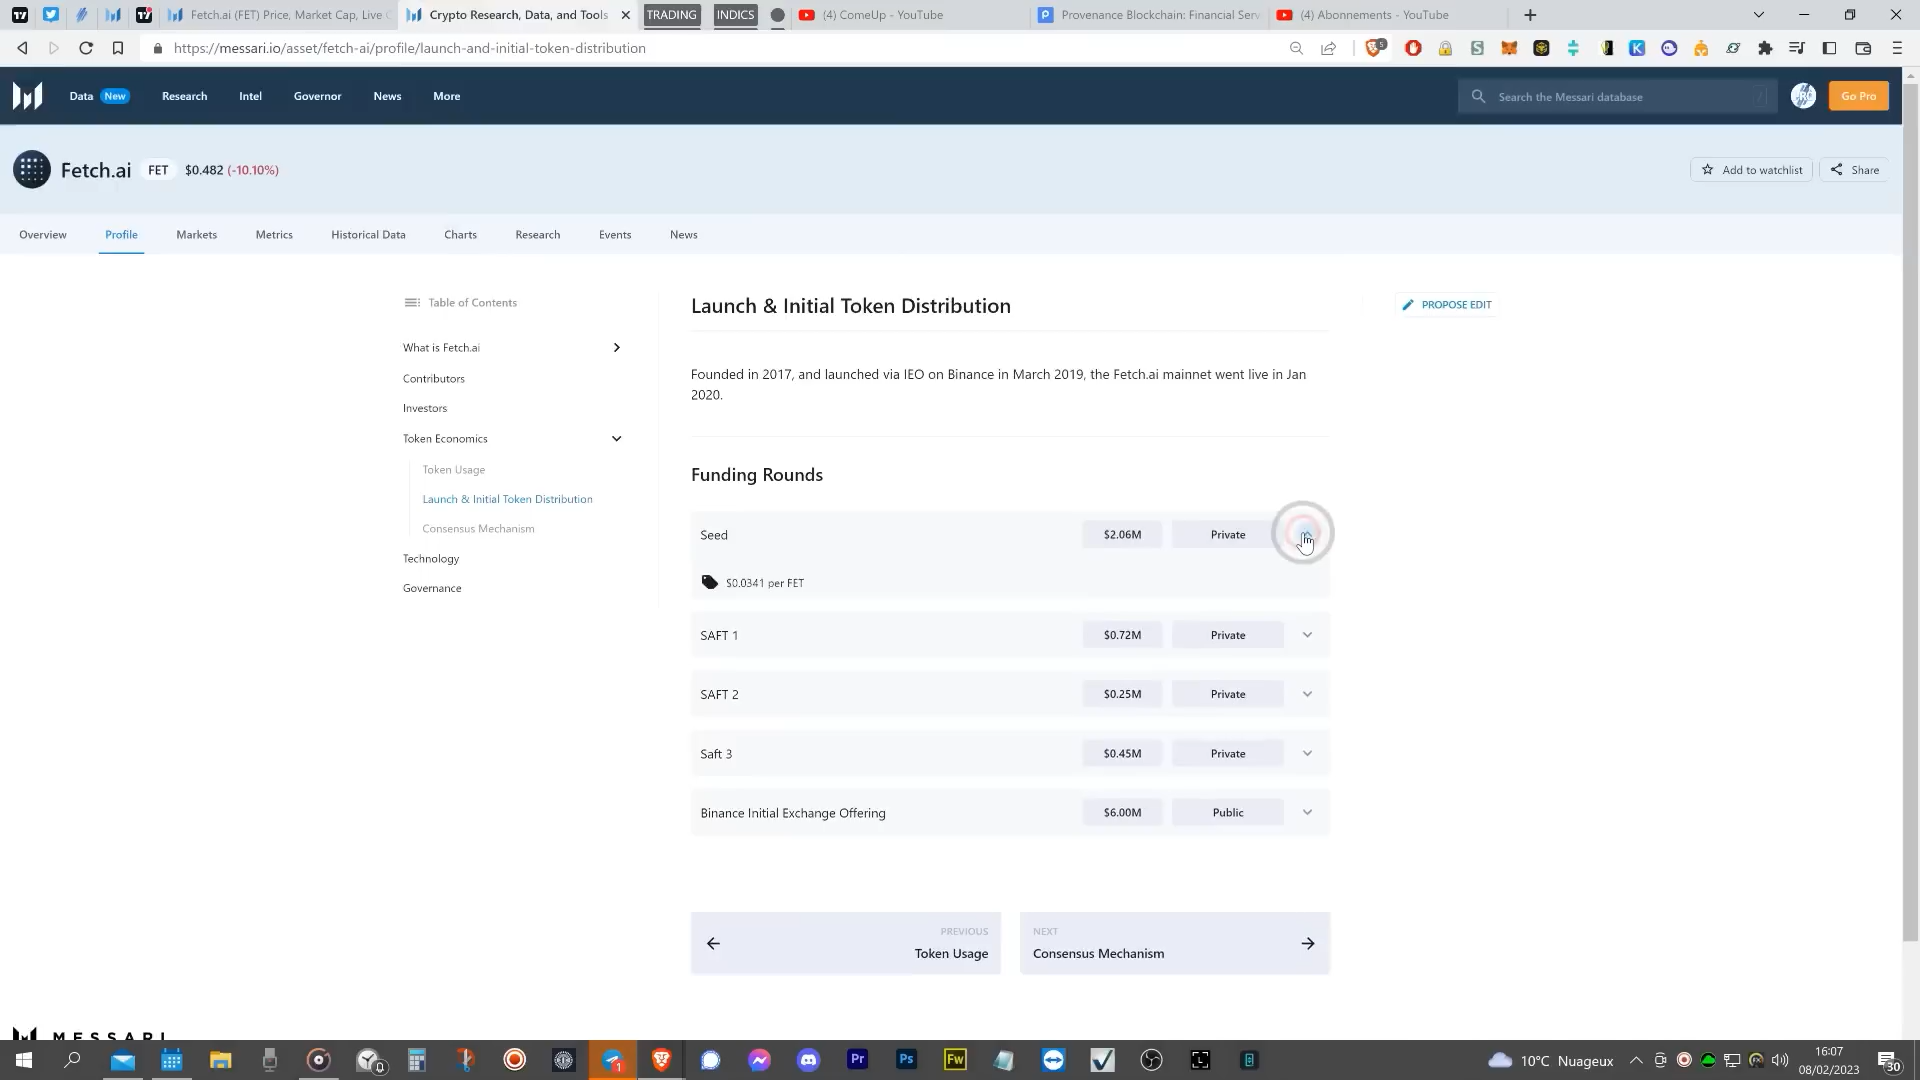 Fetch.ai (FET) Price, Market Cap, Live C
Crypto Research, Data, and Tools
TRADING
INDICS
(4) ComeUp - YouTube
Provenance Blockchain: Financial Serv
(4) Abonnements - YouTube
https://messari.io/asset/fetch-ai/profile/launch-and-initial-token-distribution
Data New
Research
Intel
Governor
News
More
Search the Messari database
/
Go Pro
Fetch.ai FET $0.482 (-10.10%)
Add to watchlist
Share
Overview
Profile
Markets
Metrics
Historical Data
Charts
Research
Events
News
Table of Contents
What is Fetch.ai
Contributors
Investors
Token Economics
Token Usage
Launch & Initial Token Distribution
Consensus Mechanism
Technology
Governance
Launch & Initial Token Distribution
PROPOSE EDIT
Founded in 2017, and launched via IEO on Binance in March 2019, the Fetch.ai mainnet went live in Jan
2020.
Funding Rounds
Seed $2.06M Private
$0.0341 per FET
SAFT 1 $0.72M Private
SAFT 2 $0.25M Private
Saft 3 $0.45M Private
Binance Initial Exchange Offering $6.00M Public
PREVIOUS
Token Usage
NEXT
Consensus Mechanism
MESSARI
10°C Nuageux
16:07
08/02/2023
30